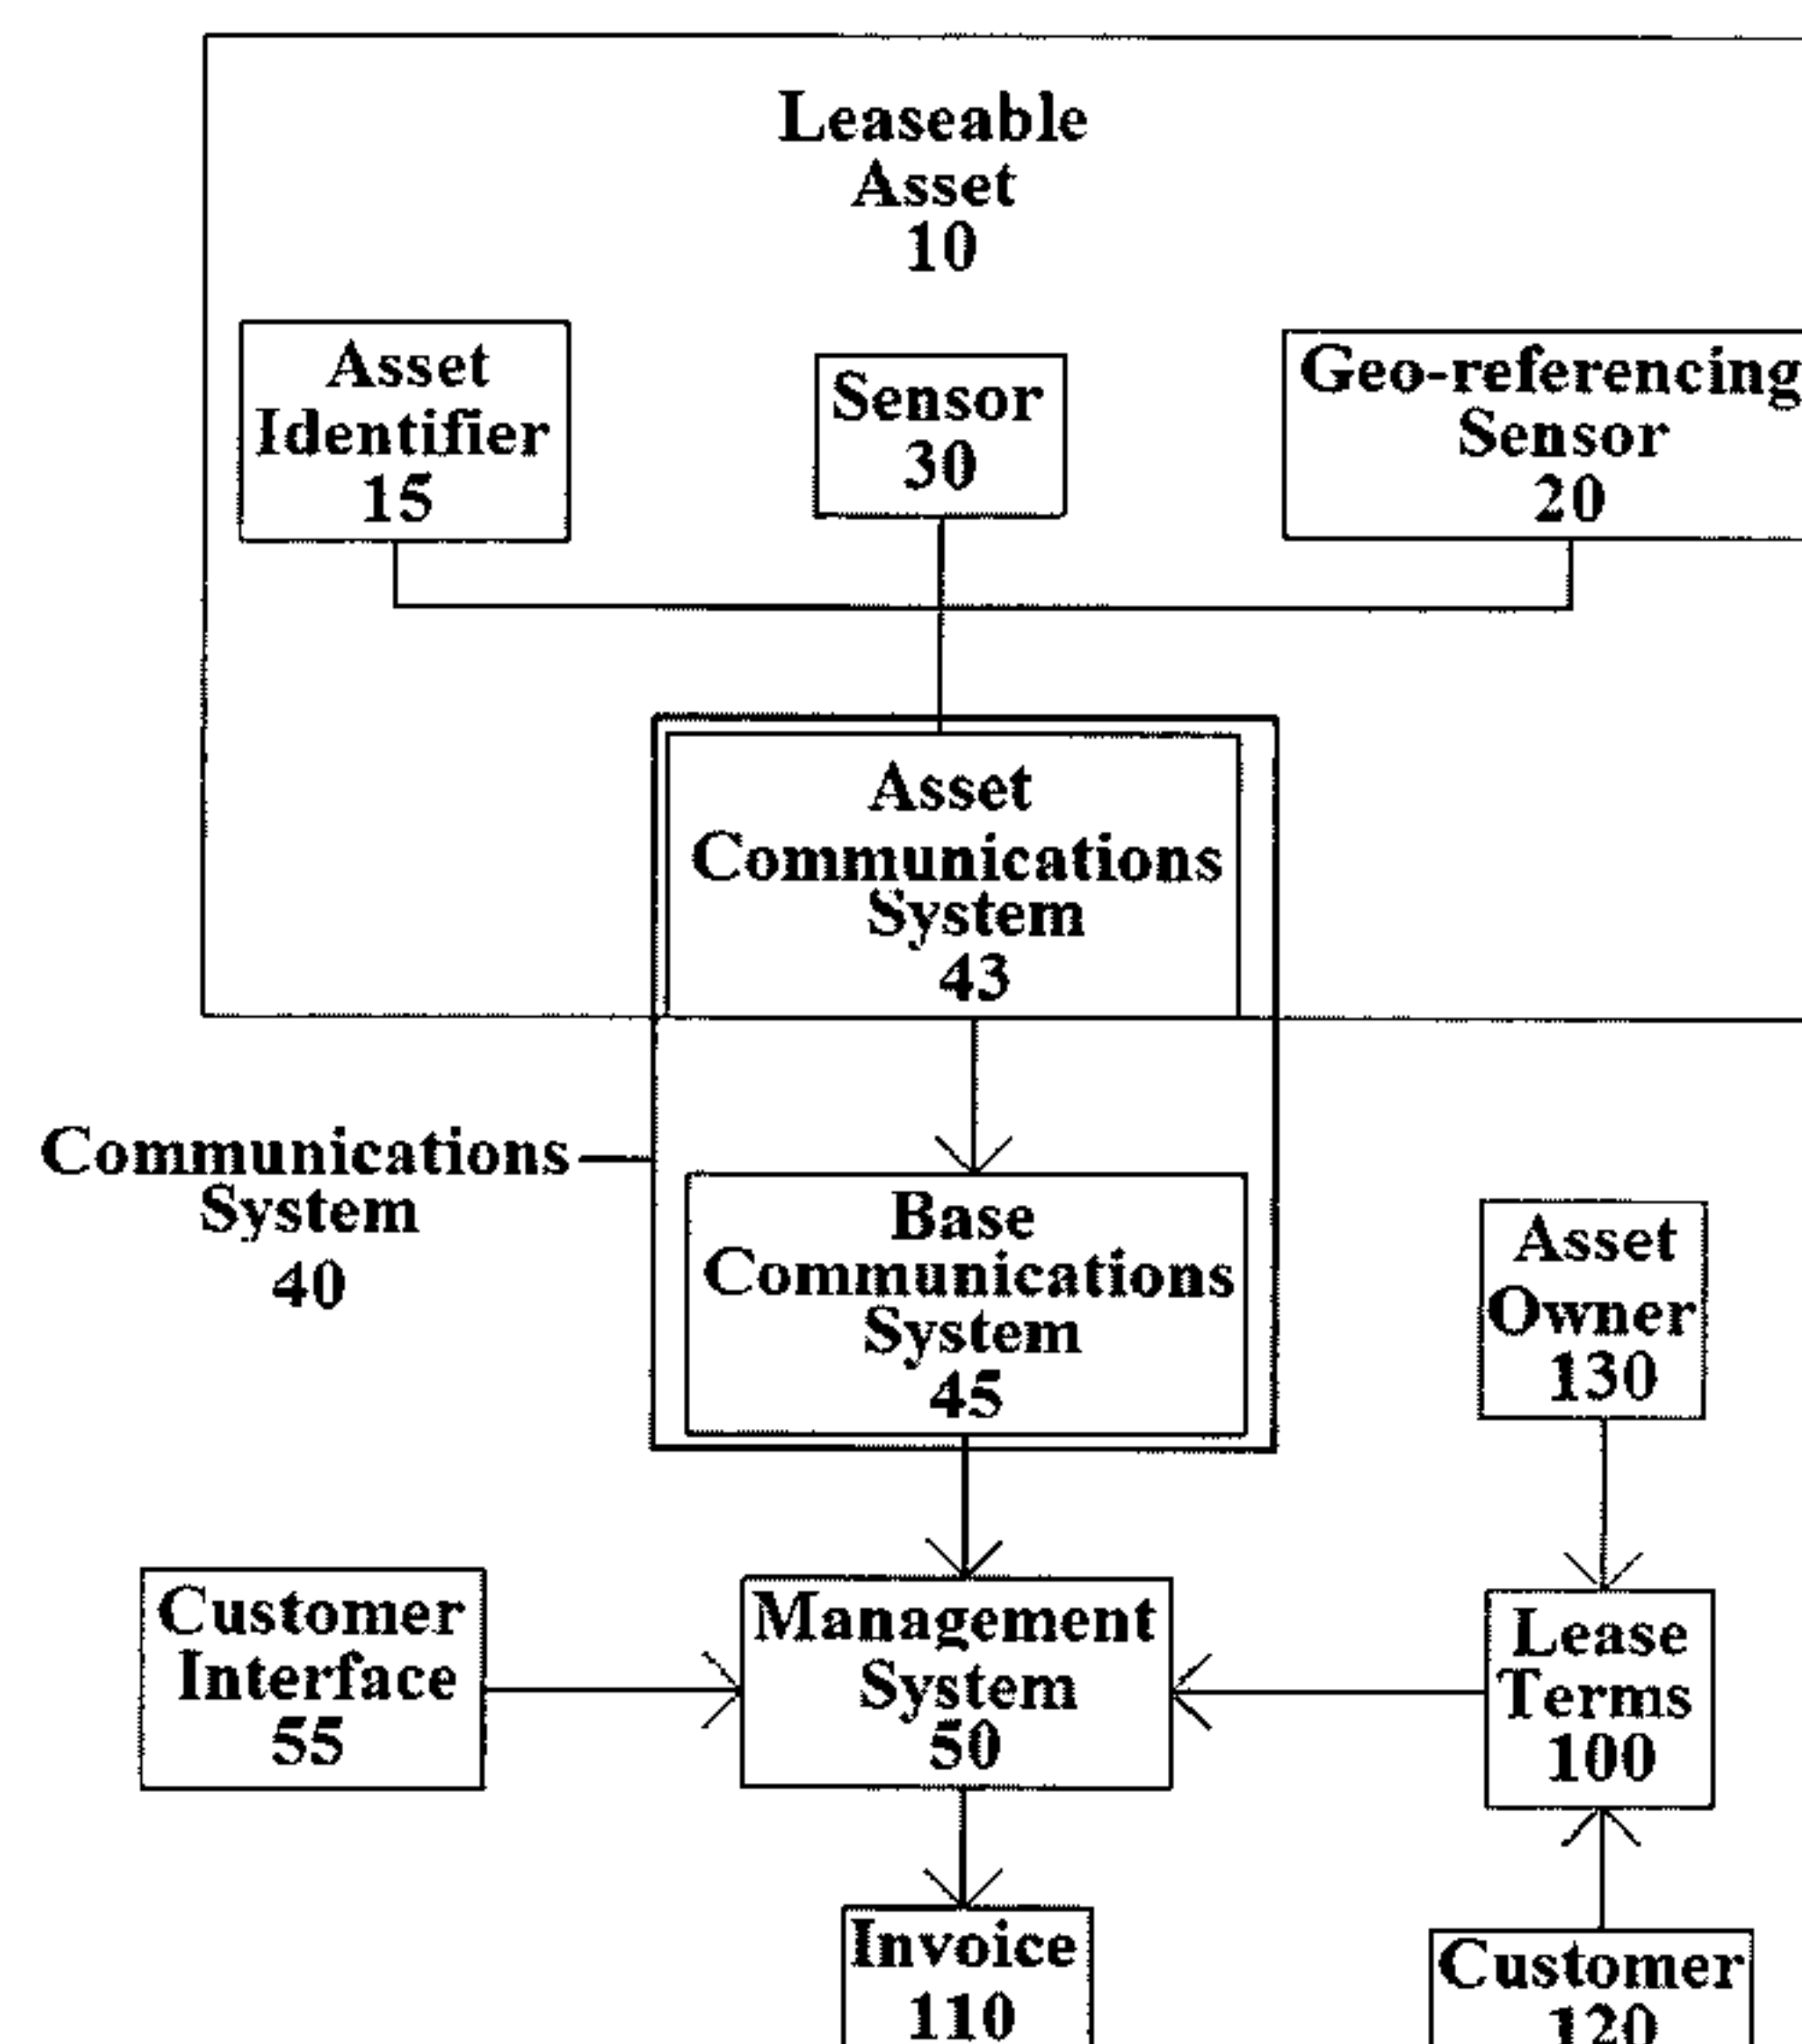 Leaseable
Asset
10
Asset
Identifier
15
Sensor
30
Geo-referencing
Sensor
20
Asset
Communications
System
43
Communications
System
40
Base
Communications
System
45
Asset
Owner
130
Customer
Interface
55
Management
System
50
Lease
Terms
100
Invoice
110
Customer
120